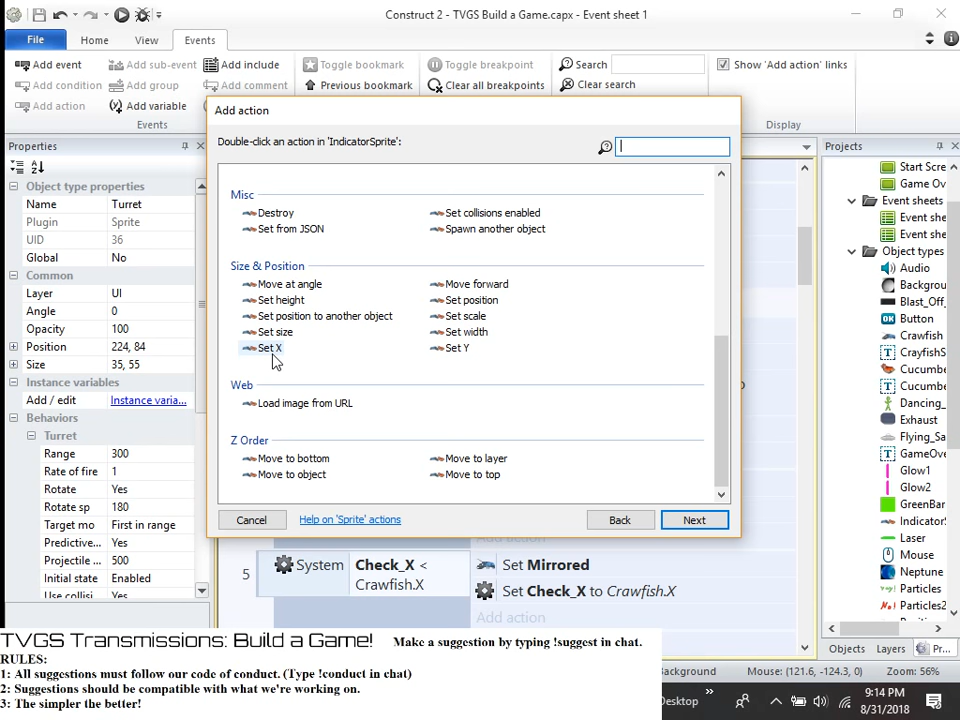 Construct 2 - TVGS Build a Game.capx - Event sheet 1
File Home View Events
Add event Add sub-event Add include Toggle bookmark Toggle breakpoint Search Show 'Add action' links
Add condition Add group Add comment Previous bookmark Clear all breakpoints Clear search
Add action Add variable
Events Display
Properties
Object type properties
Name Turret
Plugin Sprite
UID 36
Global No
Common
Layer UI
Angle 0
Opacity 100
Position 224, 84
Size 35, 55
Instance variables
Add / edit Instance varia...
Behaviors
Turret
Range 300
Rate of fire 1
Rotate Yes
Rotate sp 180
Target mo First in range
Predictive... Yes
Projectile ... 500
Initial state Enabled
Use collisi Yes
Add action
Double-click an action in 'IndicatorSprite':
Misc
Destroy Set collisions enabled
Set from JSON Spawn another object
Size & Position
Move at angle Move forward
Set height Set position
Set position to another object Set scale
Set size Set width
Set X Set Y
Web
Load image from URL
Z Order
Move to bottom Move to layer
Move to object Move to top
Cancel Help on 'Sprite' actions Back Next
Add action
5 System Check_X < Crawfish.X
Set Mirrored
Set Check_X to Crawfish.X
Add action
Projects
Start Scre
Game Ov
Event sheets
Event she
Event she
Object types
Audio
Backgrou
Blast_Off_
Button
Crawfish
CrayfishS
Cucumbe
Cucumbe
Dancing_
Exhaust
Flying_Sa
GameOve
Glow1
Glow2
GreenBar
Indicator
Laser
Mouse
Neptune
Particles
Particles2
Objects Layers Pr...
ackground Mouse: (121.6, -124.3, 0) Zoom: 56%
TVGS Transmissions: Build a Game! Make a suggestion by typing !suggest in chat.
RULES:
1: All suggestions must follow our code of conduct. (Type !conduct in chat)
2: Suggestions should be compatible with what we're working on.
3: The simpler the better!
Desktop
9:14 PM
8/31/2018